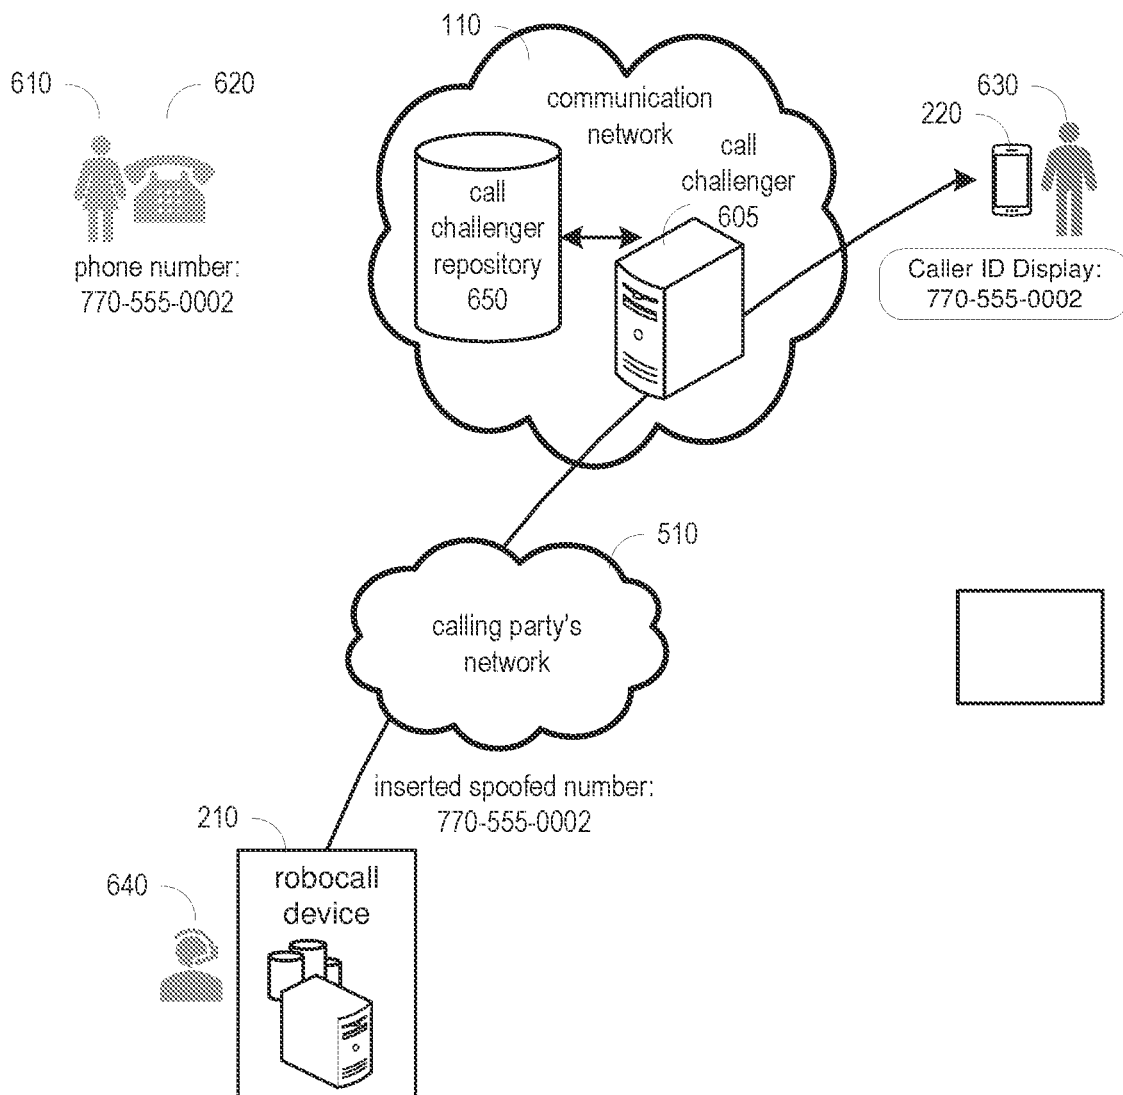 110
610
620
communication
network
630
220
call
challenger
605
call
challenger
repository
650
phone number:
770-555-0002
Caller ID Display:
770-555-0002
510
calling party's
network
inserted spoofed number:
770-555-0002
210
640
robocall
device